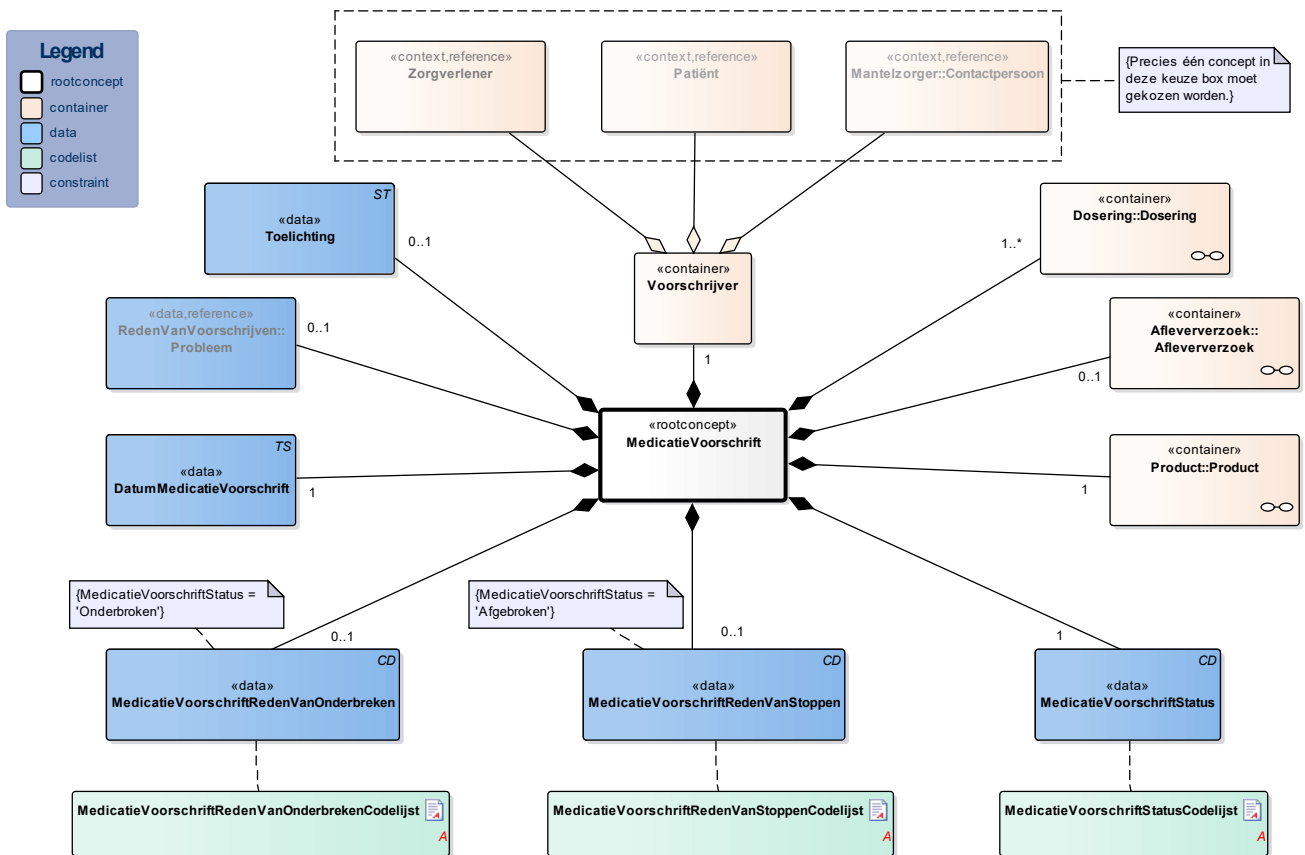 Legend
rootconcept
container
data
codelist
constraint
«context,reference»
Zorgverlener
«context,reference»
Patiënt
«context,reference»
Mantelzorger::Contactpersoon
{Precies één concept in
deze keuze box moet
gekozen worden.}
ST
«data»
Toelichting
0..1
«container»
Voorschrijver
1
«container»
Dosering::Dosering
1..*
«data,reference»
RedenVanVoorschrijven::
Probleem
0..1
«container»
Afleververzoek::
Afleververzoek
0..1
«rootconcept»
MedicatieVoorschrift
TS
«data»
DatumMedicatieVoorschrift
1
«container»
Product::Product
1
{MedicatieVoorschriftStatus =
'Onderbroken'}
0..1
{MedicatieVoorschriftStatus =
'Afgebroken'}
0..1
1
CD
«data»
MedicatieVoorschriftRedenVanOnderbreken
CD
«data»
MedicatieVoorschriftRedenVanStoppen
CD
«data»
MedicatieVoorschriftStatus
MedicatieVoorschriftRedenVanOnderbrekenCodelijst
A
MedicatieVoorschriftRedenVanStoppenCodelijst
A
MedicatieVoorschriftStatusCodelijst
A